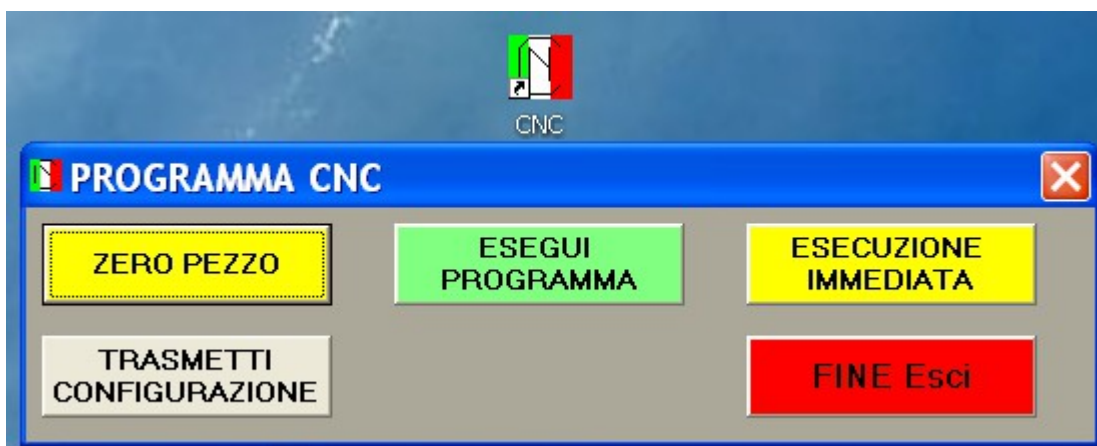 CNC
PROGRAMMA CNC
ZERO PEZZO
ESEGUI
PROGRAMMA
ESECUZIONE
IMMEDIATA
TRASMETTI
CONFIGURAZIONE
FINE Esci